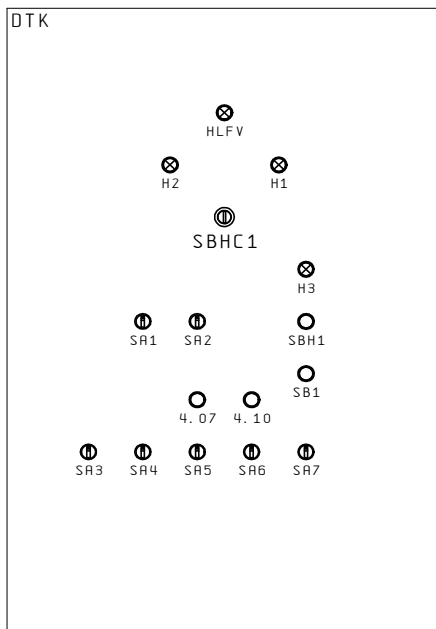 DTK
HLFV
H2 H1
SBHC1
H3
SA1 SA2 SBH1
SB1
4.07 4.10
SA3 SA4 SA5 SA6 SA7